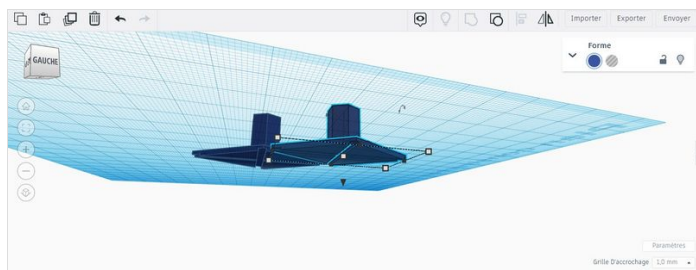 Importer Exporter Envoyer
Forme
GAUCHE
Paramètres
Grille D'accrochage 1,0 mm